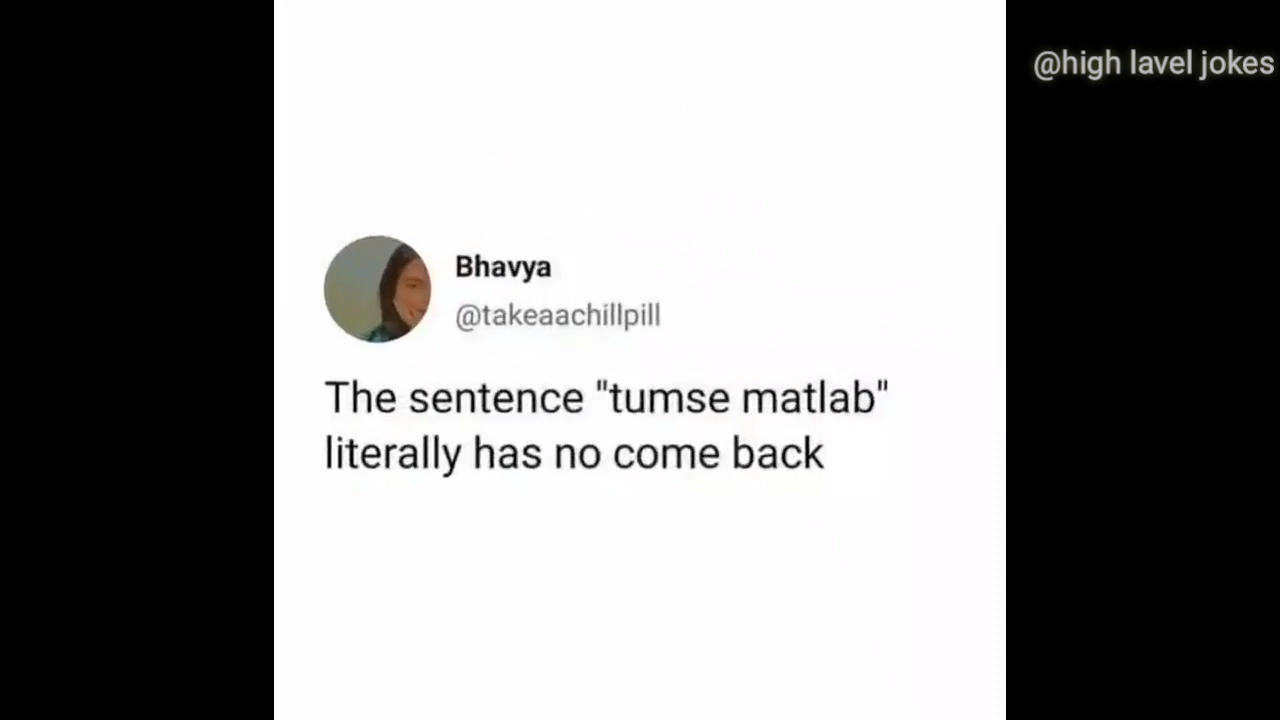 @high lavel jokes
Bhavya
@takeaachillpill
The sentence "tumse matlab"
literally has no come back